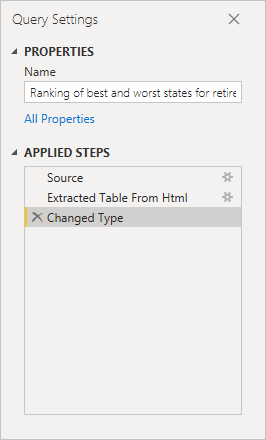 Query Settings
PROPERTIES
Name
Ranking of best and worst states for retire
All Properties
APPLIED STEPS
Source
Extracted Table From Html
Changed Type